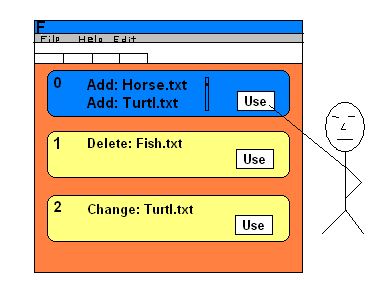 F
File Help Edit
0
Add: Horse.txt
Add: Turtl.txt
Use
1
Delete: Fish.txt
Use
2
Change: Turtl.txt
Use